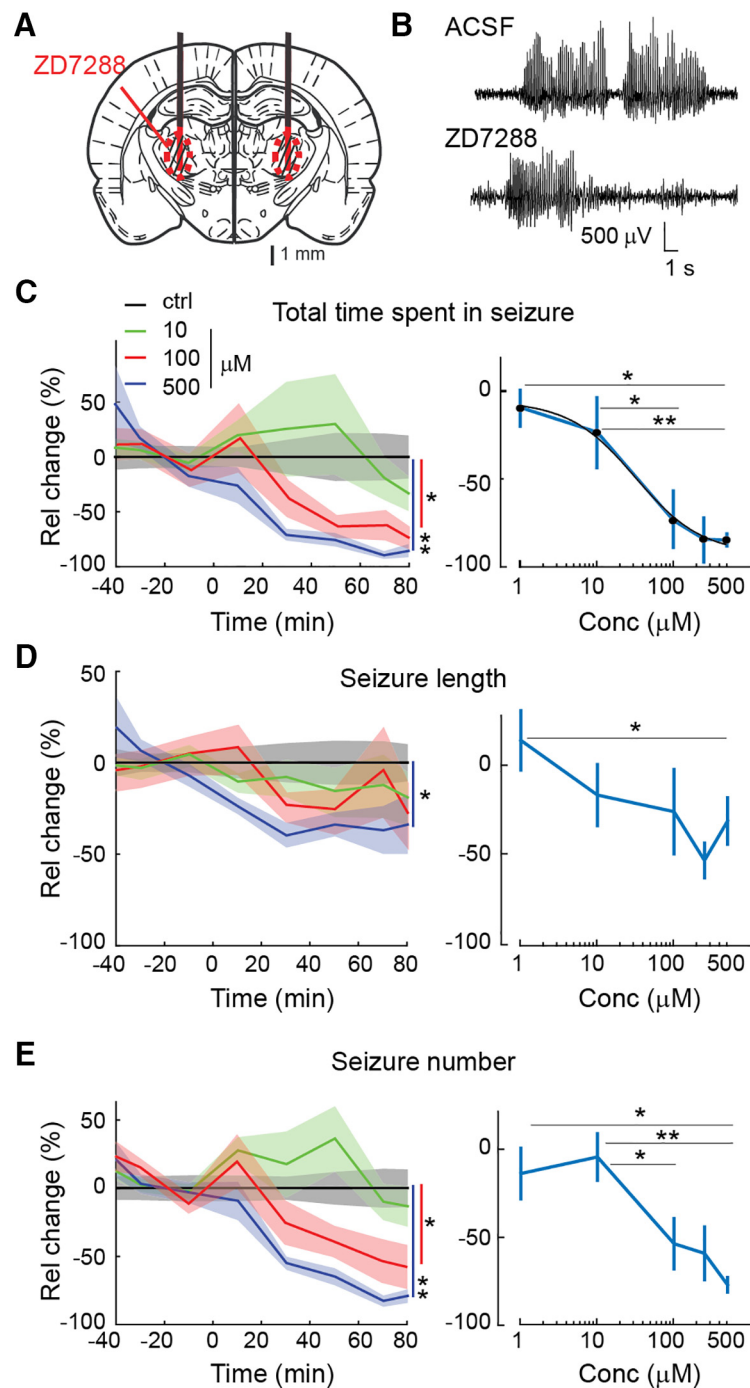 A
ZD7288
1 mm
B
ACSF
ZD7288
500 μV
1 s
C
Total time spent in seizure
ctrl
10
100
500
μM
Rel change (%)
50
0
-50
-100
-40 -20 0 20 40 60 80
Time (min)
*
**
0
-50
-100
1 10 100 500
Conc (μM)
*
*
**
D
Seizure length
Rel change (%)
50
0
-50
-100
-40 -20 0 20 40 60 80
Time (min)
*
0
-50
-100
1 10 100 500
Conc (μM)
*
E
Seizure number
Rel change (%)
50
0
-50
-100
-40 -20 0 20 40 60 80
Time (min)
*
**
0
-50
-100
1 10 100 500
Conc (μM)
*
**
*